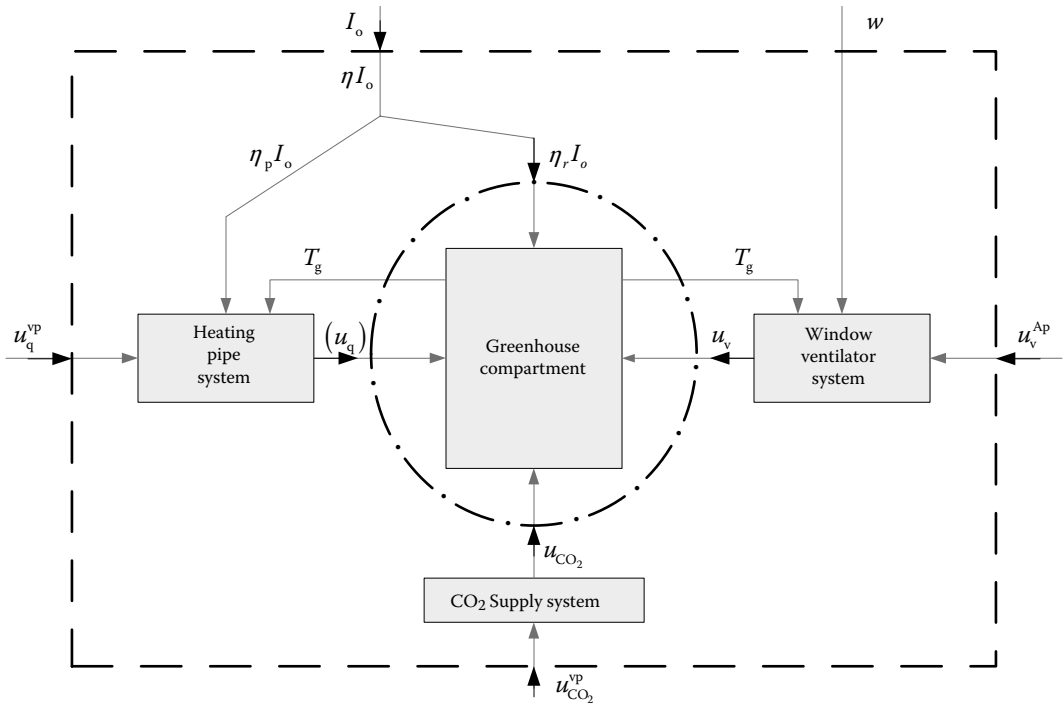 I_o
w
ηI_o
η_p I_o
η_r I_o
T_g
T_g
u_q^vp
Heating
pipe
system
(u_q)
Greenhouse
compartment
u_v
Window
ventilator
system
u_v^Ap
u_CO₂
CO₂ Supply system
u_CO₂^vp